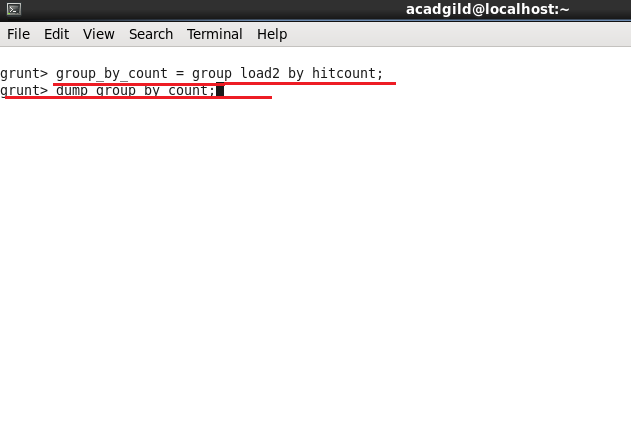 acadgild@localhost:~
File Edit View Search Terminal Help
grunt> group_by_count = group load2 by hitcount;
grunt> dump group_by_count;